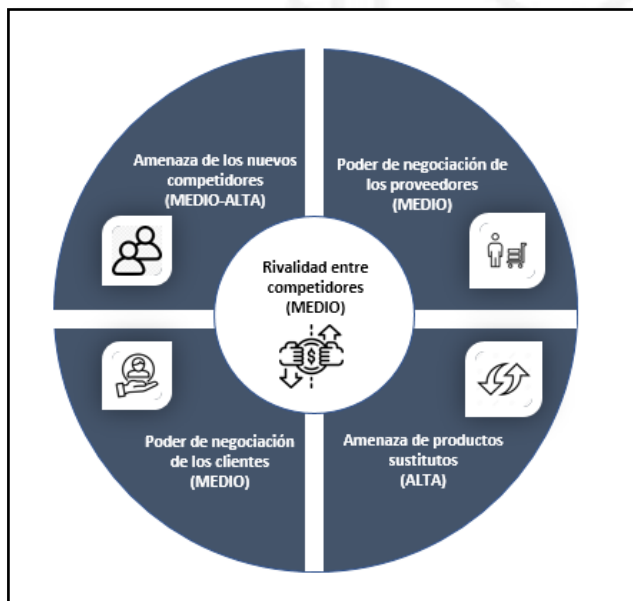 Amenaza de los nuevos
competidores
(MEDIO-ALTA)
Poder de negociación de
los proveedores
(MEDIO)
Rivalidad entre
competidores
(MEDIO)
$
Poder de negociación
de los clientes
(MEDIO)
Amenaza de productos
sustitutos
(ALTA)